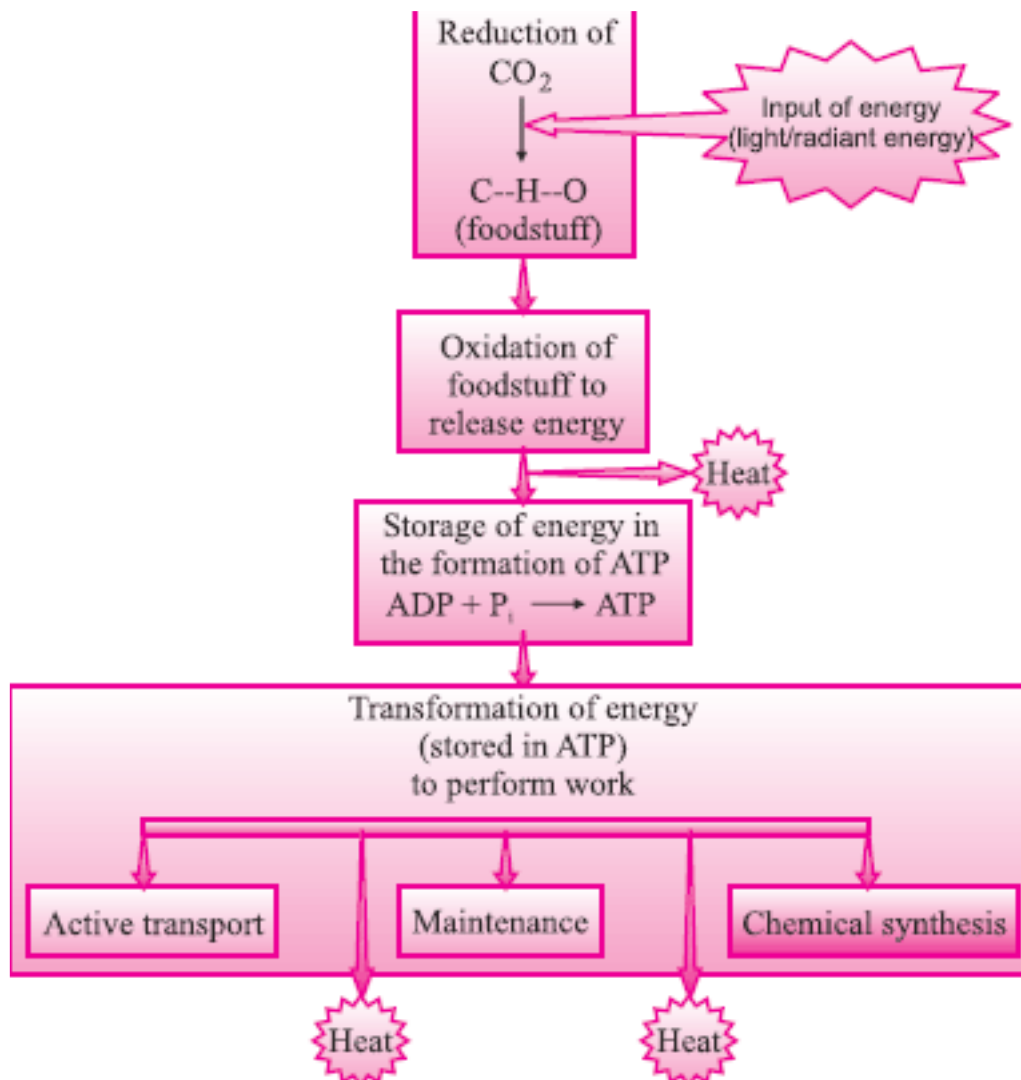 Reduction of
CO₂
Input of energy
(light/radiant energy)
C--H--O
(foodstuff)
Oxidation of
foodstuff to
release energy
Heat
Storage of energy in
the formation of ATP
ADP + Pᵢ ⟶ ATP
Transformation of energy
(stored in ATP)
to perform work
Active transport
Maintenance
Chemical synthesis
Heat
Heat